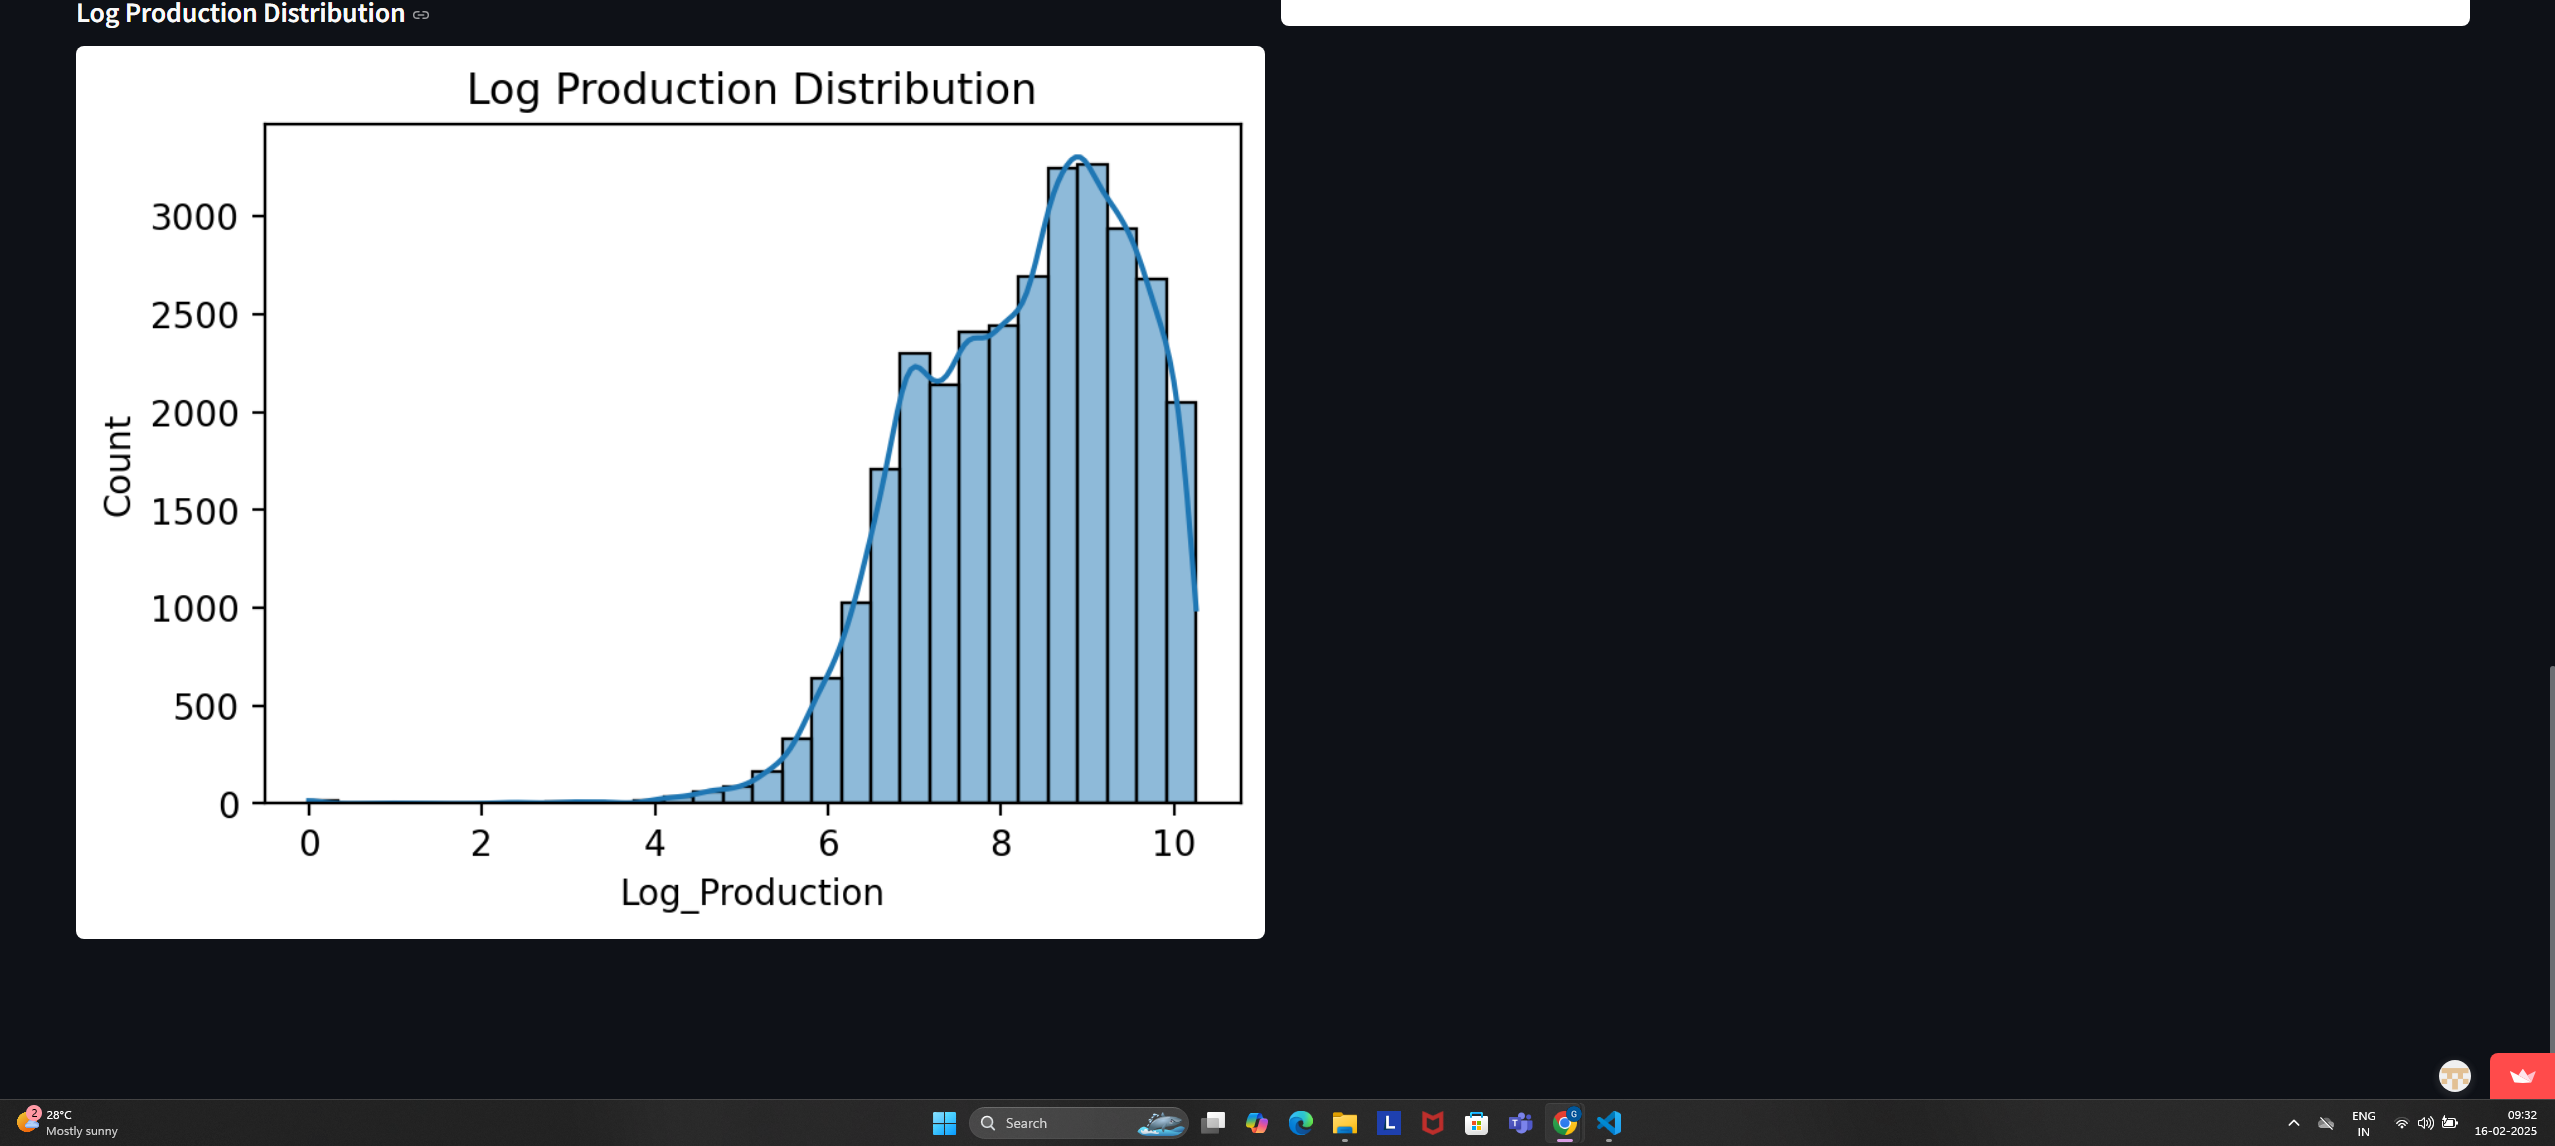 Log Production Distribution
Log Production Distribution
3000
2500
2000
1500
1000
500
0
Count
0 2 4 6 8 10
Log_Production
2
28°C
Mostly sunny
Search
L
T
G
ENG
IN
09:32
16-02-2025